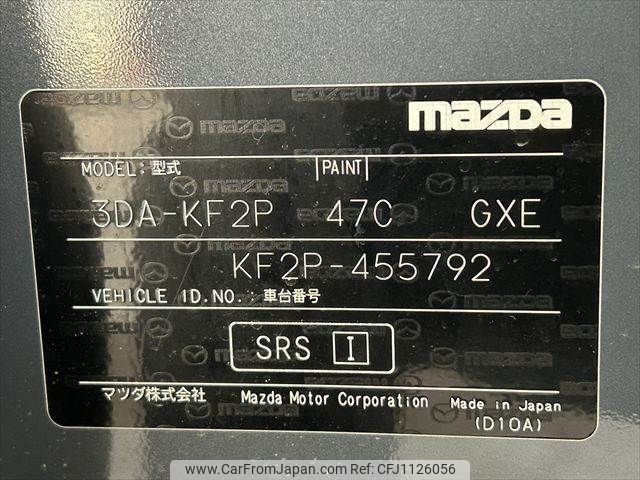 mazda
MODEL: 型式 PAINT
3DA-KF2P 47C GXE
KF2P-455792
VEHICLE ID.NO.: 車台番号
SRS I
マツダ株式会社 Mazda Motor Corporation Made in Japan
(D10A)
www.CarFromJapan.com - ID: CFJ1126056